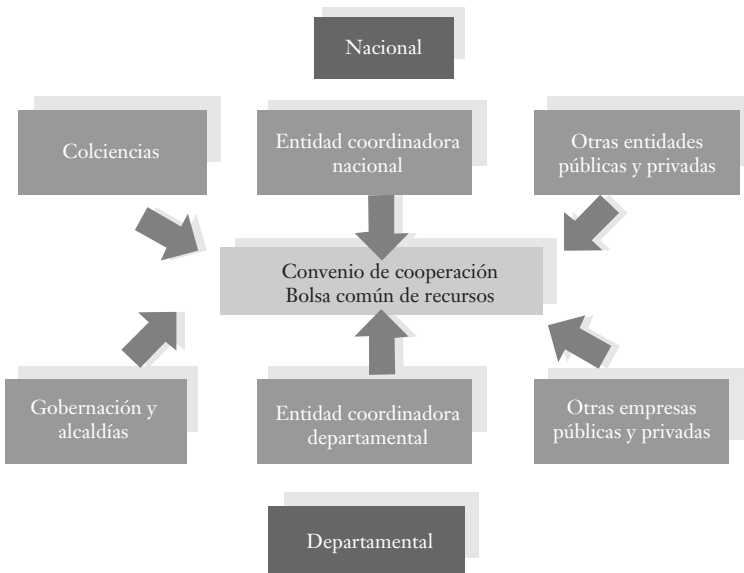 Nacional
Colciencias
Entidad coordinadora
nacional
Otras entidades
públicas y privadas
Convenio de cooperación
Bolsa común de recursos
Gobernación y
alcaldías
Entidad coordinadora
departamental
Otras empresas
públicas y privadas
Departamental